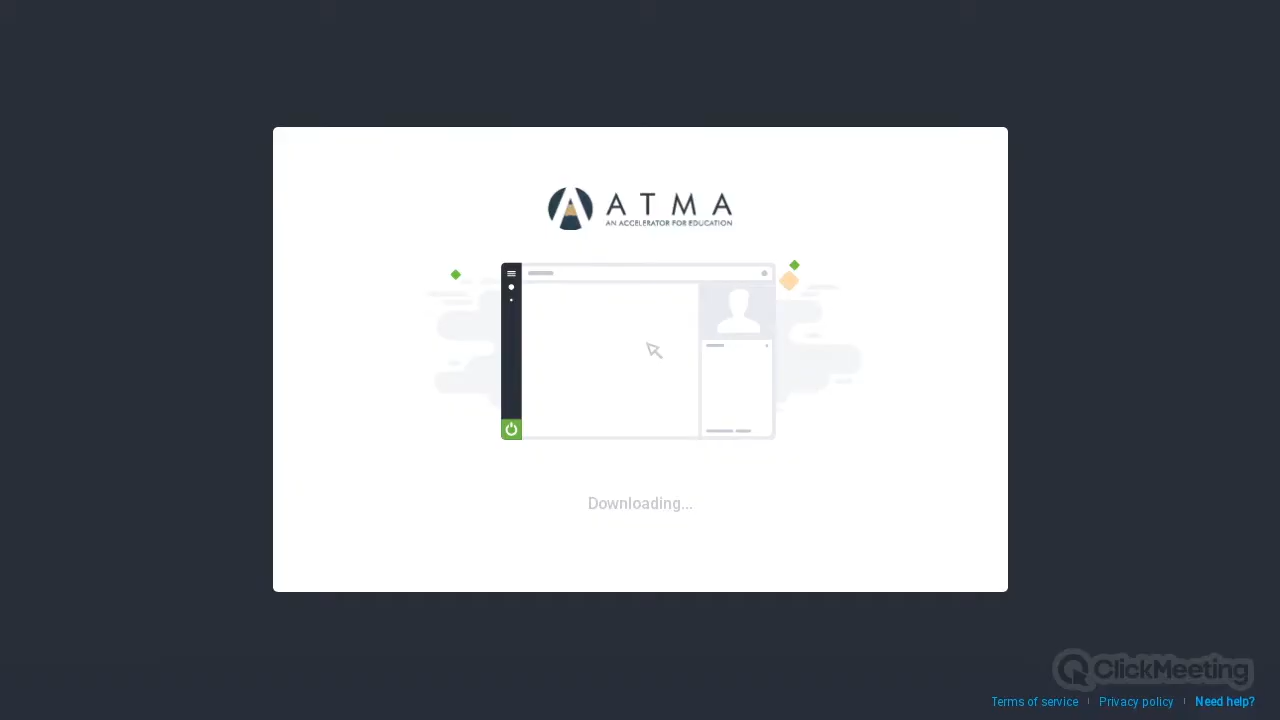 ATMA
AN ACCELERATOR FOR EDUCATION
Downloading...
ClickMeeting
Terms of service
Privacy policy
Need help?